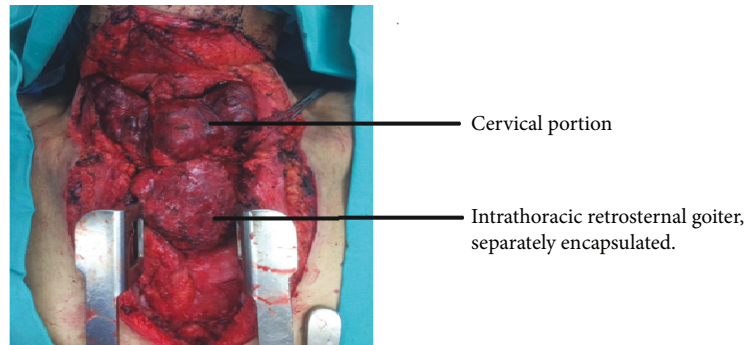 Cervical portion
Intrathoracic retrosternal goiter,
separately encapsulated.